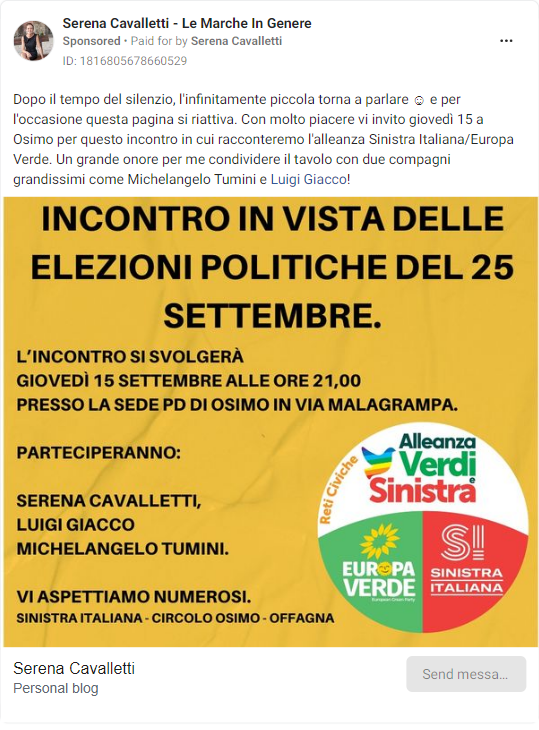 Serena Cavalletti - Le Marche In Genere
Sponsored • Paid for by Serena Cavalletti
ID: 1816805678660529
Dopo il tempo del silenzio, l'infinitamente piccola torna a parlare ☺ e per
l'occasione questa pagina si riattiva. Con molto piacere vi invito giovedì 15 a
Osimo per questo incontro in cui racconteremo l'alleanza Sinistra Italiana/Europa
Verde. Un grande onore per me condividere il tavolo con due compagni
grandissimi come Michelangelo Tumini e Luigi Giacco!
INCONTRO IN VISTA DELLE
ELEZIONI POLITICHE DEL 25
SETTEMBRE.
L'INCONTRO SI SVOLGERÀ
GIOVEDÌ 15 SETTEMBRE ALLE ORE 21,00
PRESSO LA SEDE PD DI OSIMO IN VIA MALAGRAMPA.
PARTECIPERANNO:
SERENA CAVALLETTI,
LUIGI GIACCO
MICHELANGELO TUMINI.
VI ASPETTIAMO NUMEROSI.
SINISTRA ITALIANA - CIRCOLO OSIMO - OFFAGNA
Reti Civiche
Alleanza
Verdi e
Sinistra
EUROPA
VERDE
European Green Party
SI
SINISTRA
ITALIANA
Serena Cavalletti
Personal blog
Send messa...